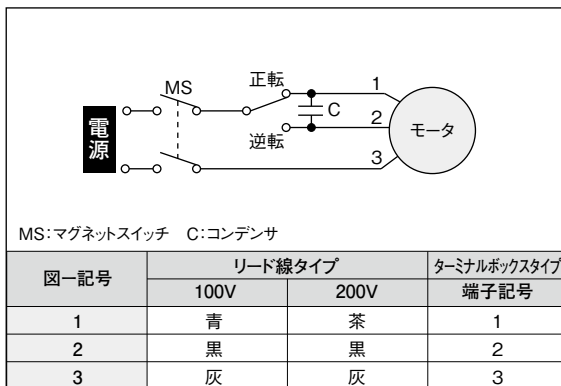 MS
正転
1
C
2
電源
逆転
モータ
3
MS:マグネットスイッチ C:コンデンサ
図ー記号 リード線タイプ ターミナルボックスタイプ
100V 200V 端子記号
1 青 茶 1
2 黒 黒 2
3 灰 灰 3